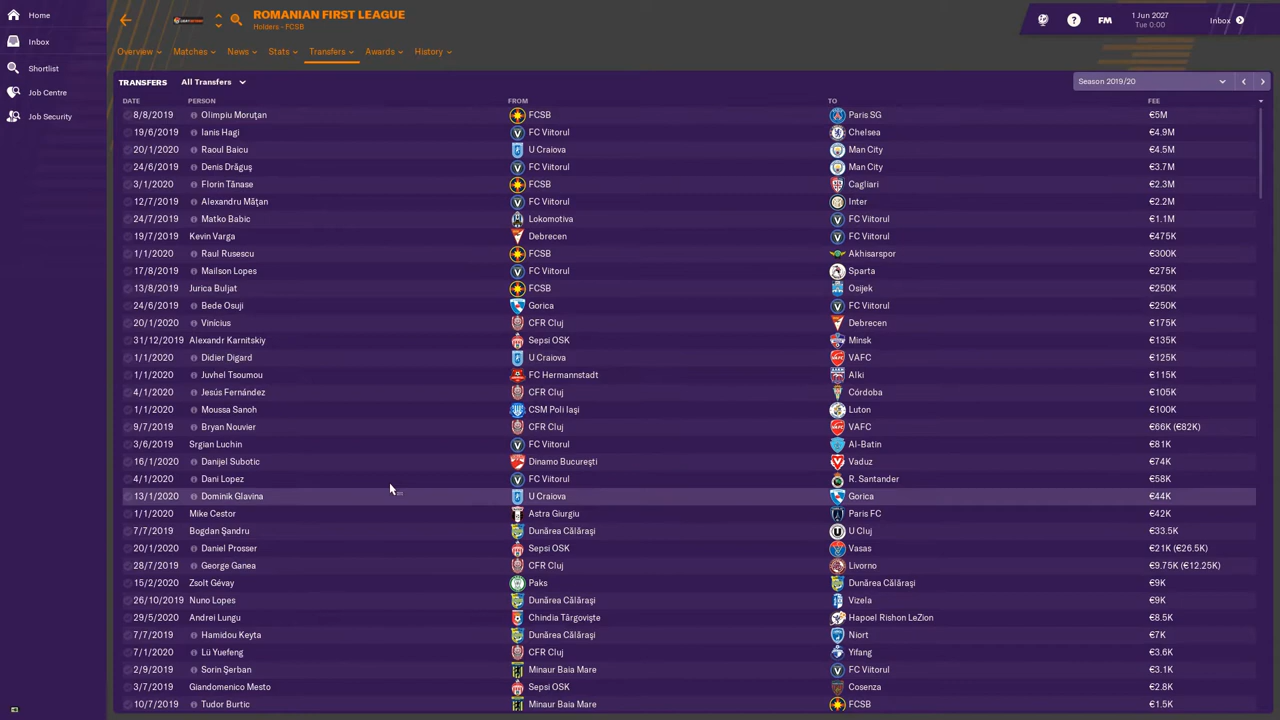 Home
Inbox
Shortlist
Job Centre
Job Security
ROMANIAN FIRST LEAGUE
Holders - FCSB
? FM 1 Jun 2027 Inbox
Tue 0:00
Overview Matches News Stats Transfers Awards History
TRANSFERS All Transfers Season 2019/20
DATE PERSON FROM TO FEE
8/8/2019 Olimpiu Moruţan FCSB Paris SG €5M
19/6/2019 Ianis Hagi FC Viitorul Chelsea €4.9M
20/1/2020 Raoul Baicu U Craiova Man City €4.5M
24/6/2019 Denis Drăguş FC Viitorul Man City €3.7M
3/1/2020 Florin Tănase FCSB Cagliari €2.3M
12/7/2019 Alexandru Măţan FC Viitorul Inter €2.2M
24/7/2019 Matko Babic Lokomotiva FC Viitorul €1.1M
19/7/2019 Kevin Varga Debrecen FC Viitorul €475K
1/1/2020 Raul Rusescu FCSB Akhisarspor €300K
17/8/2019 Mailson Lopes FC Viitorul Sparta €275K
13/8/2019 Jurica Buljat FCSB Osijek €250K
24/6/2019 Bede Osuji Gorica FC Viitorul €250K
20/1/2020 Vinícius CFR Cluj Debrecen €175K
31/12/2019 Alexandr Karnitskiy Sepsi OSK Minsk €135K
1/1/2020 Didier Digard U Craiova VAFC €125K
1/1/2020 Juvhel Tsoumou FC Hermannstadt Alki €115K
4/1/2020 Jesús Fernández CFR Cluj Córdoba €105K
1/1/2020 Moussa Sanoh CSM Poli Iaşi Luton €100K
9/7/2019 Bryan Nouvier CFR Cluj VAFC €66K (€82K)
3/6/2019 Srgian Luchin FC Viitorul Al-Batin €81K
16/1/2020 Danijel Subotic Dinamo Bucureşti Vaduz €74K
4/1/2020 Dani Lopez FC Viitorul R. Santander €58K
13/1/2020 Dominik Glavina U Craiova Gorica €44K
1/1/2020 Mike Cestor Astra Giurgiu Paris FC €42K
7/7/2019 Bogdan Şandru Dunărea Călăraşi U Cluj €33.5K
20/1/2020 Daniel Prosser Sepsi OSK Vasas €21K (€26.5K)
28/7/2019 George Ganea CFR Cluj Livorno €9.75K (€12.25K)
15/2/2020 Zsolt Gévay Paks Dunărea Călăraşi €9K
26/10/2019 Nuno Lopes Dunărea Călăraşi Vizela €9K
29/5/2020 Andrei Lungu Chindia Târgovişte Hapoel Rishon LeZion €8.5K
7/7/2019 Hamidou Keyta Dunărea Călăraşi Niort €7K
7/1/2020 Lü Yuefeng CFR Cluj Yifang €3.6K
2/9/2019 Sorin Şerban Minaur Baia Mare FC Viitorul €3.1K
3/7/2019 Giandomenico Mesto Sepsi OSK Cosenza €2.8K
10/7/2019 Tudor Burtic Minaur Baia Mare FCSB €1.5K